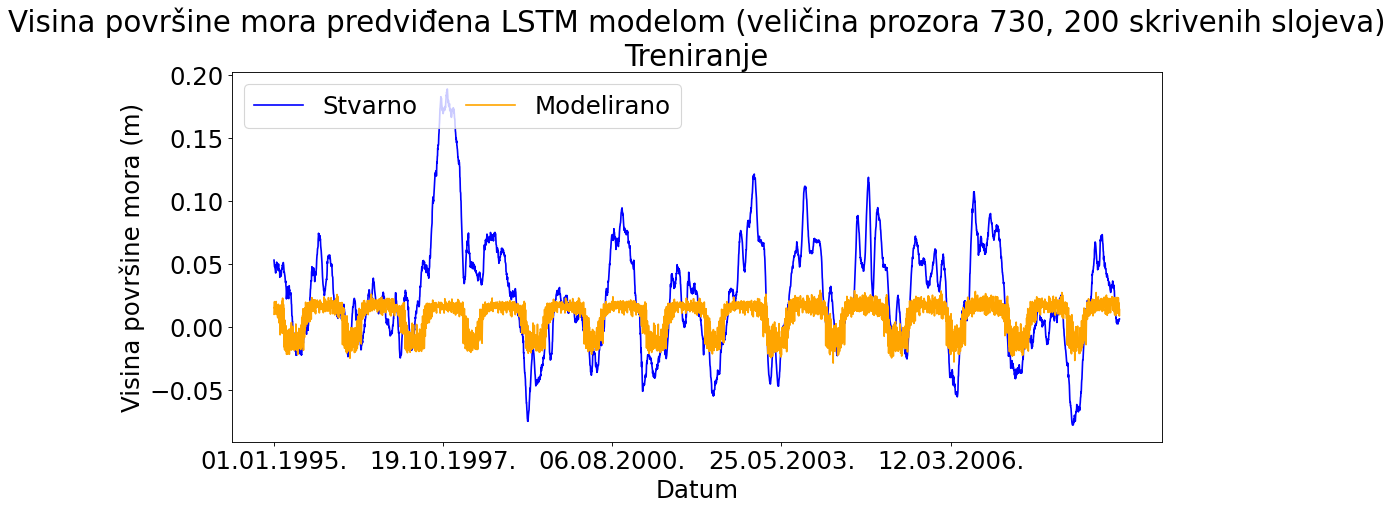 Visina površine mora predviđena LSTM modelom (veličina prozora 730, 200 skrivenih slojeva)
Treniranje
Stvarno Modelirano
Visina površine mora (m)
0.20
0.15
0.10
0.05
0.00
−0.05
01.01.1995. 19.10.1997. 06.08.2000. 25.05.2003. 12.03.2006.
Datum